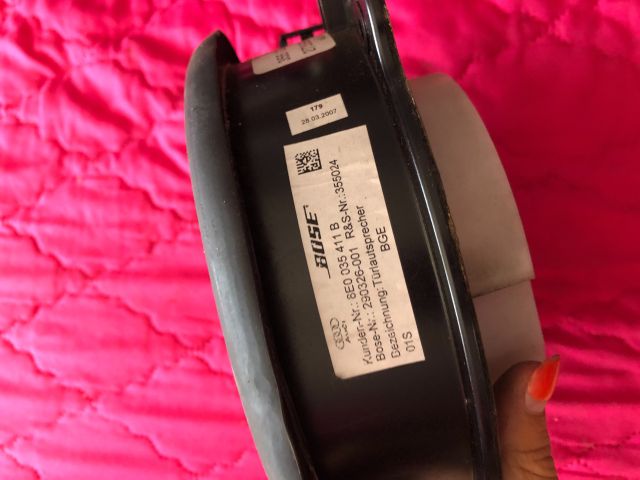 179
28.03.2007
BOSE
Audi
Kunden-Nr.: 8E0 035 411 B
Bose-Nr.: 290326-001 R&S-Nr.:355024
Bezeichnung:Türlautsprecher
BGE
01S